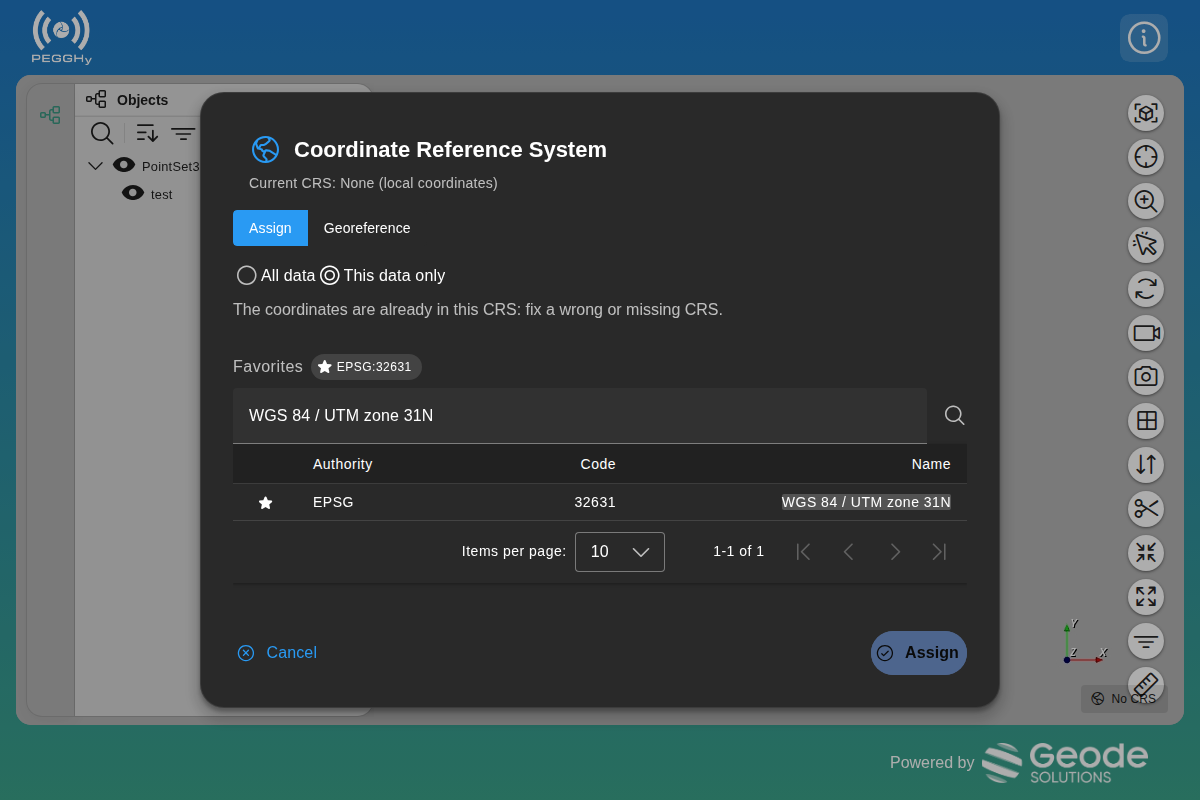 PEGGHy
Objects
PointSet3
test
Coordinate Reference System
Current CRS: None (local coordinates)
Assign Georeference
All data This data only
The coordinates are already in this CRS: fix a wrong or missing CRS.
Favorites EPSG:32631
WGS 84 / UTM zone 31N
Authority Code Name
EPSG 32631 WGS 84 / UTM zone 31N
Items per page: 10 1-1 of 1
Cancel Assign
Y
Z X
No CRS
Powered by Geode
SOLUTIONS